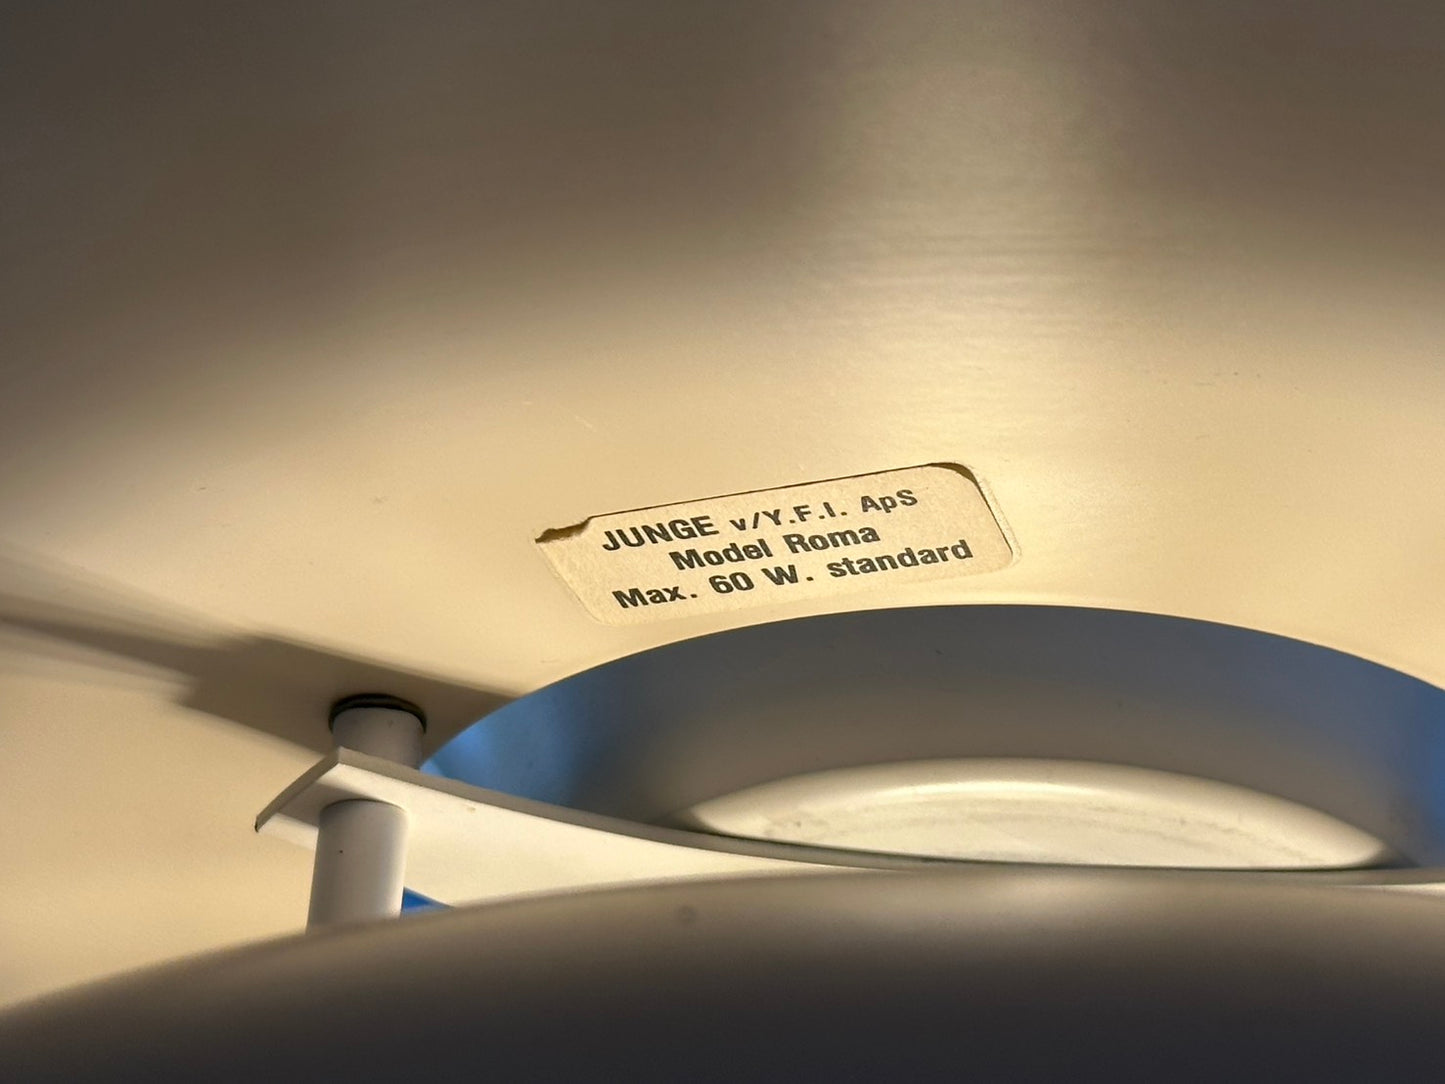 JUNGE v/Y.F.I. ApS
Model Roma
Max. 60 W. standard